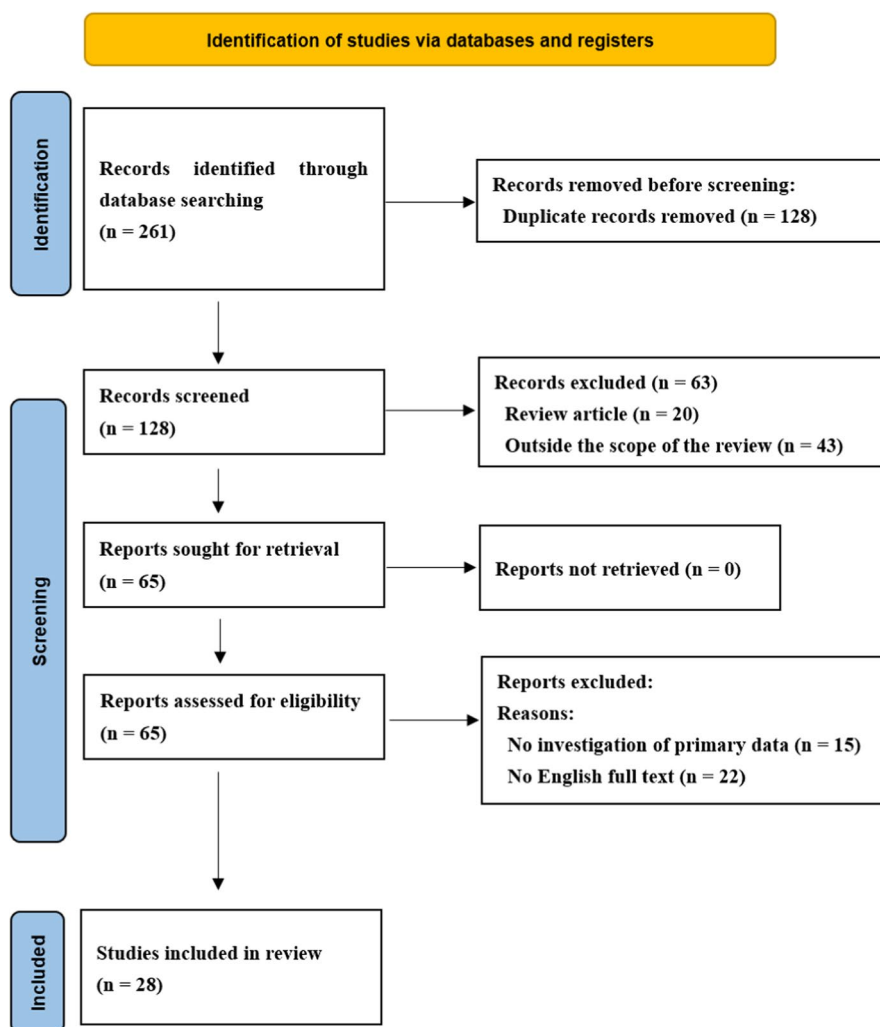 Identification of studies via databases and registers
Identification
Records identified through
database searching
(n = 261)
Records removed before screening:
Duplicate records removed (n = 128)
Screening
Records screened
(n = 128)
Records excluded (n = 63)
Review article (n = 20)
Outside the scope of the review (n = 43)
Reports sought for retrieval
(n = 65)
Reports not retrieved (n = 0)
Reports assessed for eligibility
(n = 65)
Reports excluded:
Reasons:
No investigation of primary data (n = 15)
No English full text (n = 22)
Included
Studies included in review
(n = 28)